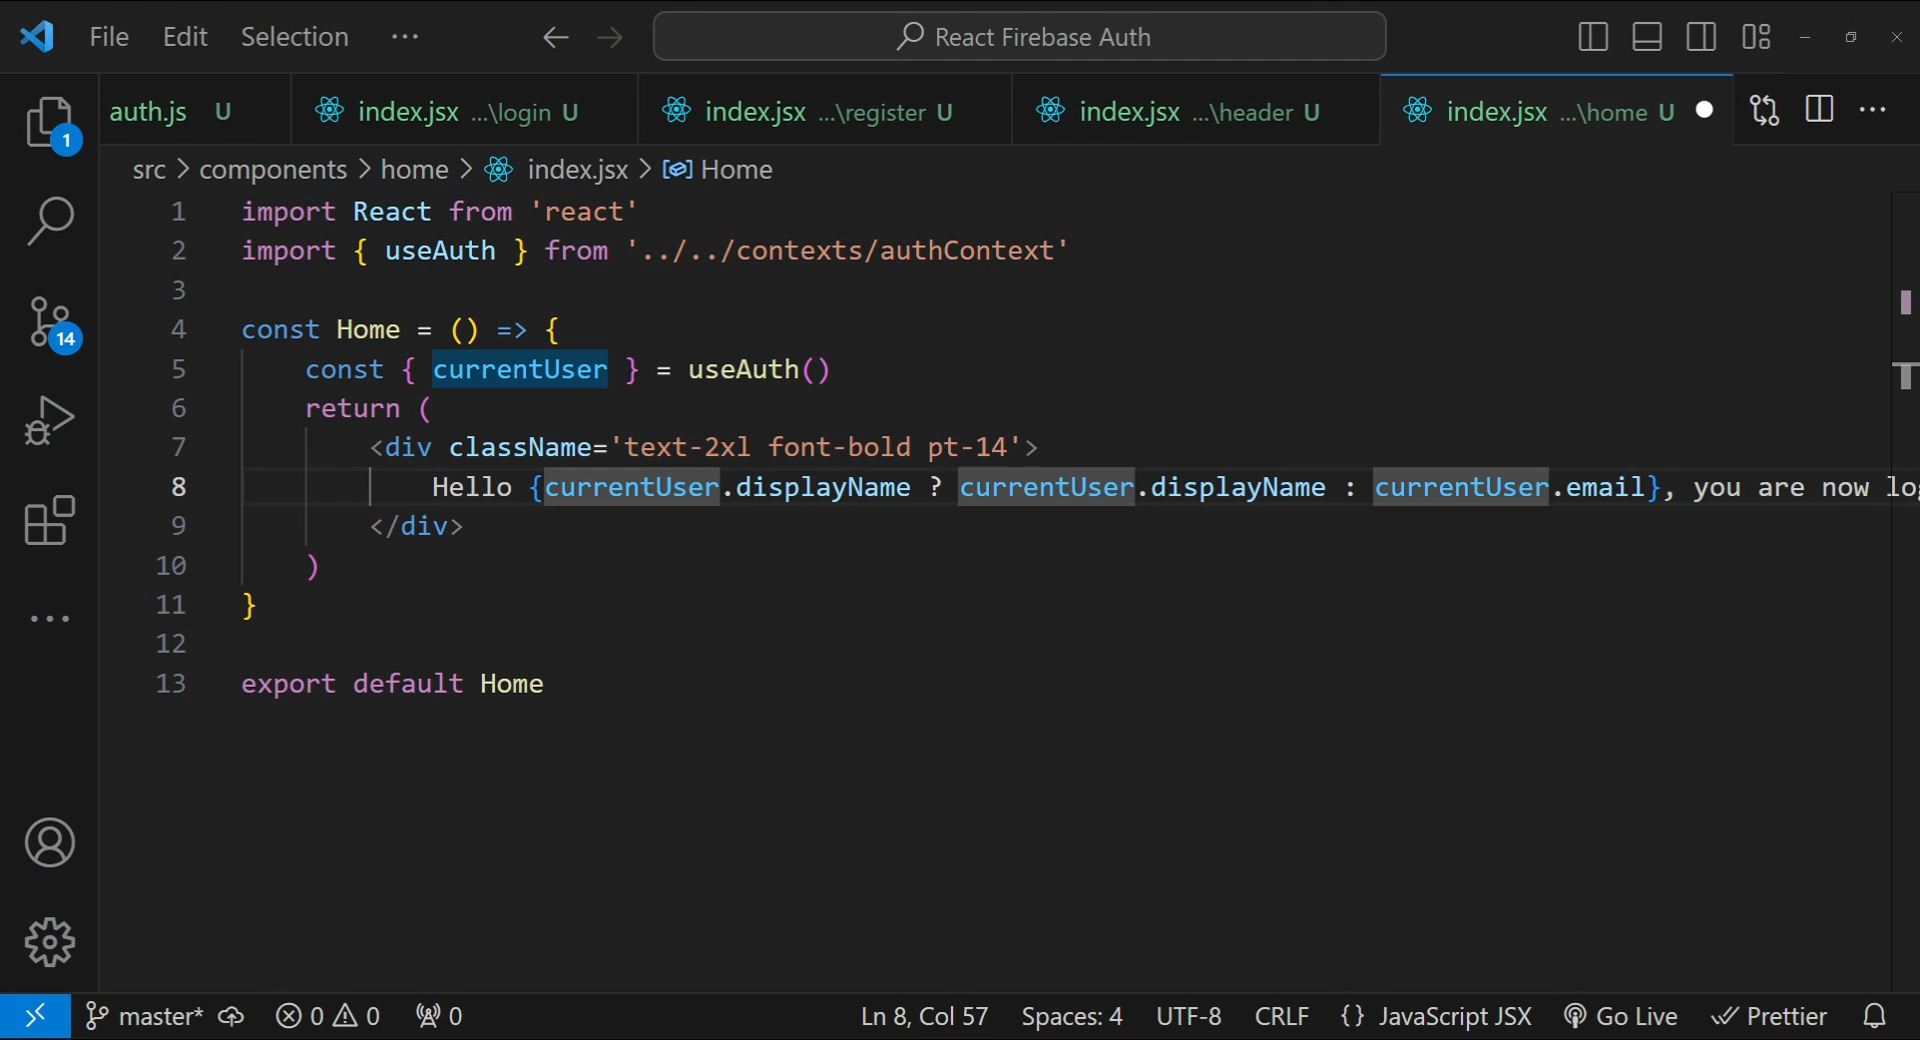 File Edit Selection ··· React Firebase Auth
auth.js U index.jsx ...\login U index.jsx ...\register U index.jsx ...\header U index.jsx ...\home U
1
src > components > home > index.jsx > Home
1 import React from 'react'
2 import { useAuth } from '../../contexts/authContext'
3
4 const Home = () => {
5 const { currentUser } = useAuth()
6 return (
7 <div className='text-2xl font-bold pt-14'>
8 Hello {currentUser.displayName ? currentUser.displayName : currentUser.email}, you are now
9 </div>
10 )
11 }
12
13 export default Home
14
master* 0 0 0 Ln 8, Col 57 Spaces: 4 UTF-8 CRLF {} JavaScript JSX Go Live Prettier